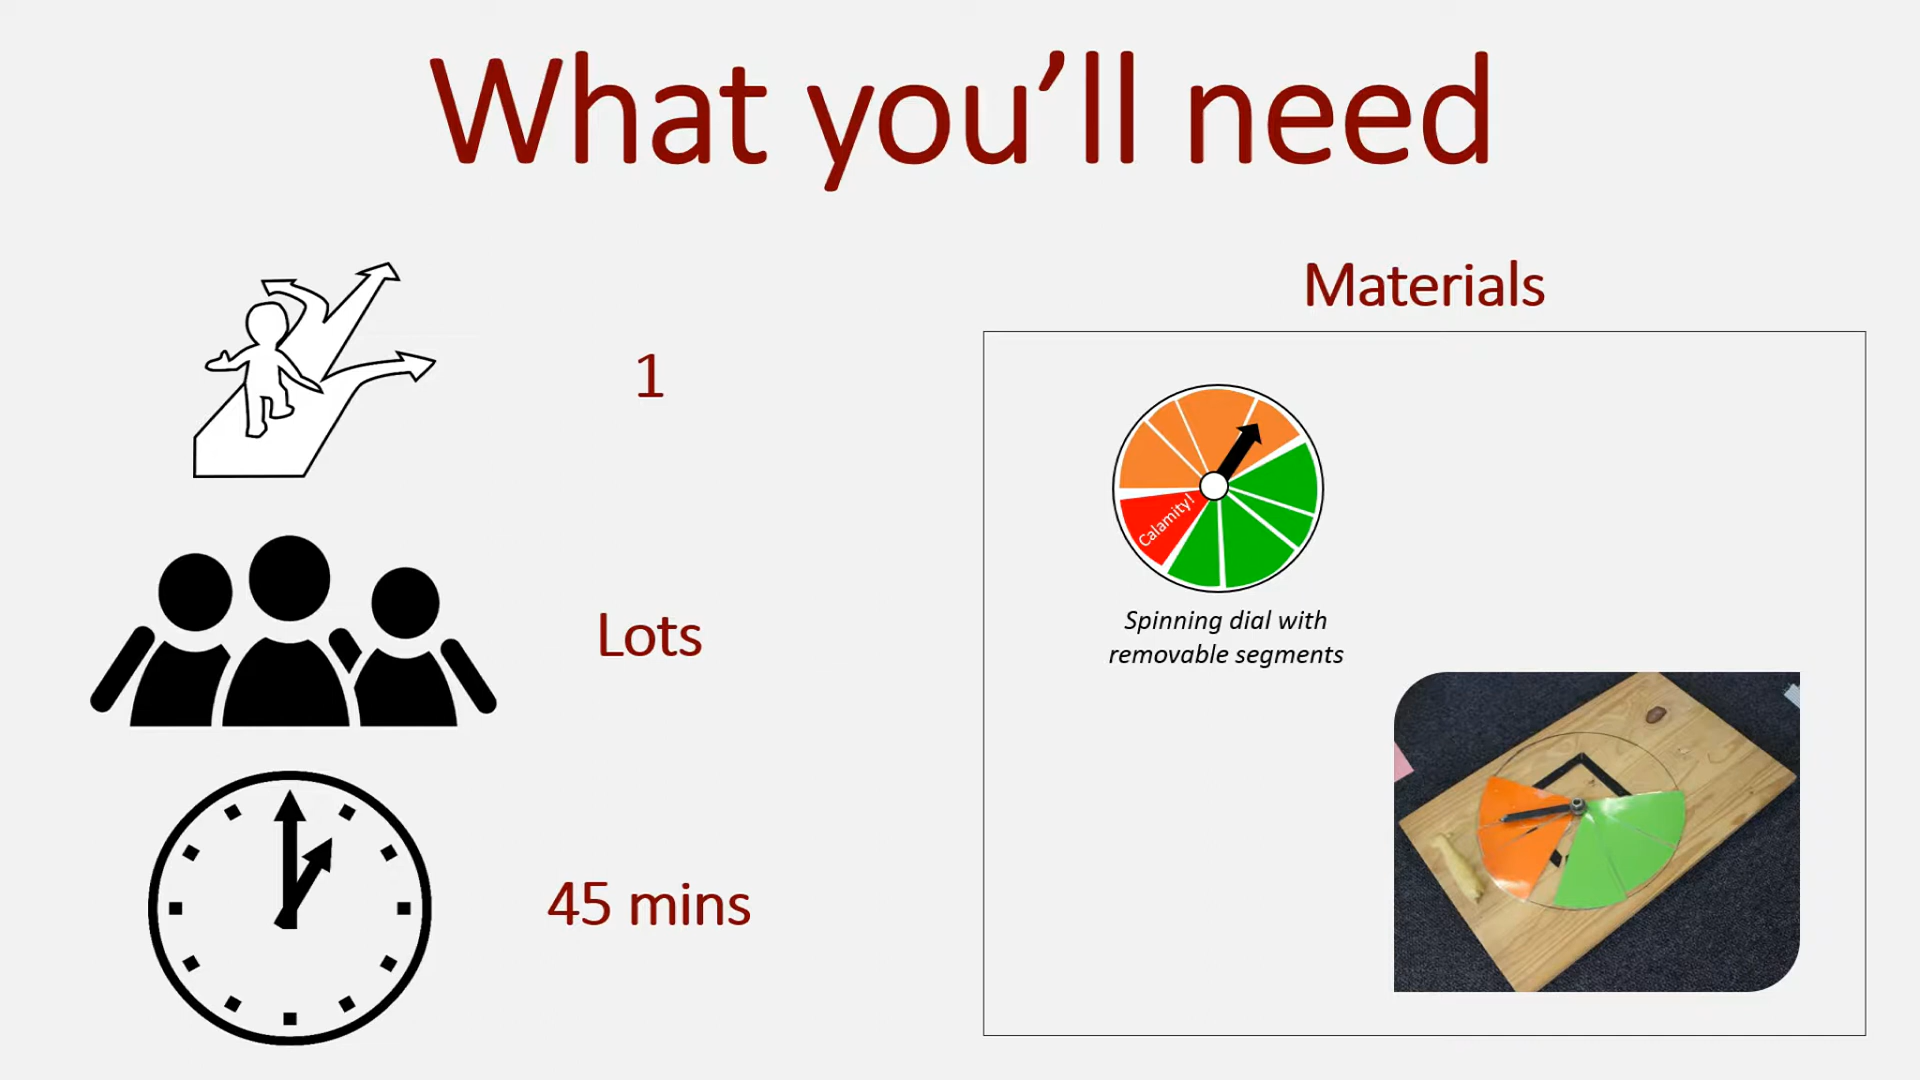 What you’ll need
1
Lots
45 mins
Materials
Calamity!
Spinning dial with
removable segments